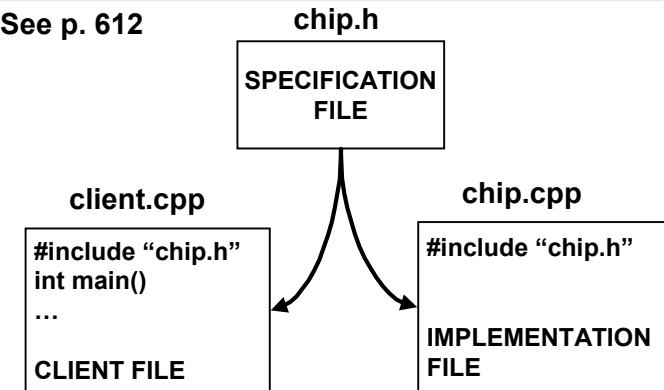 See p. 612
chip.h
SPECIFICATION
FILE
client.cpp
#include “chip.h”
int main()
…
CLIENT FILE
chip.cpp
#include “chip.h”
IMPLEMENTATION
FILE